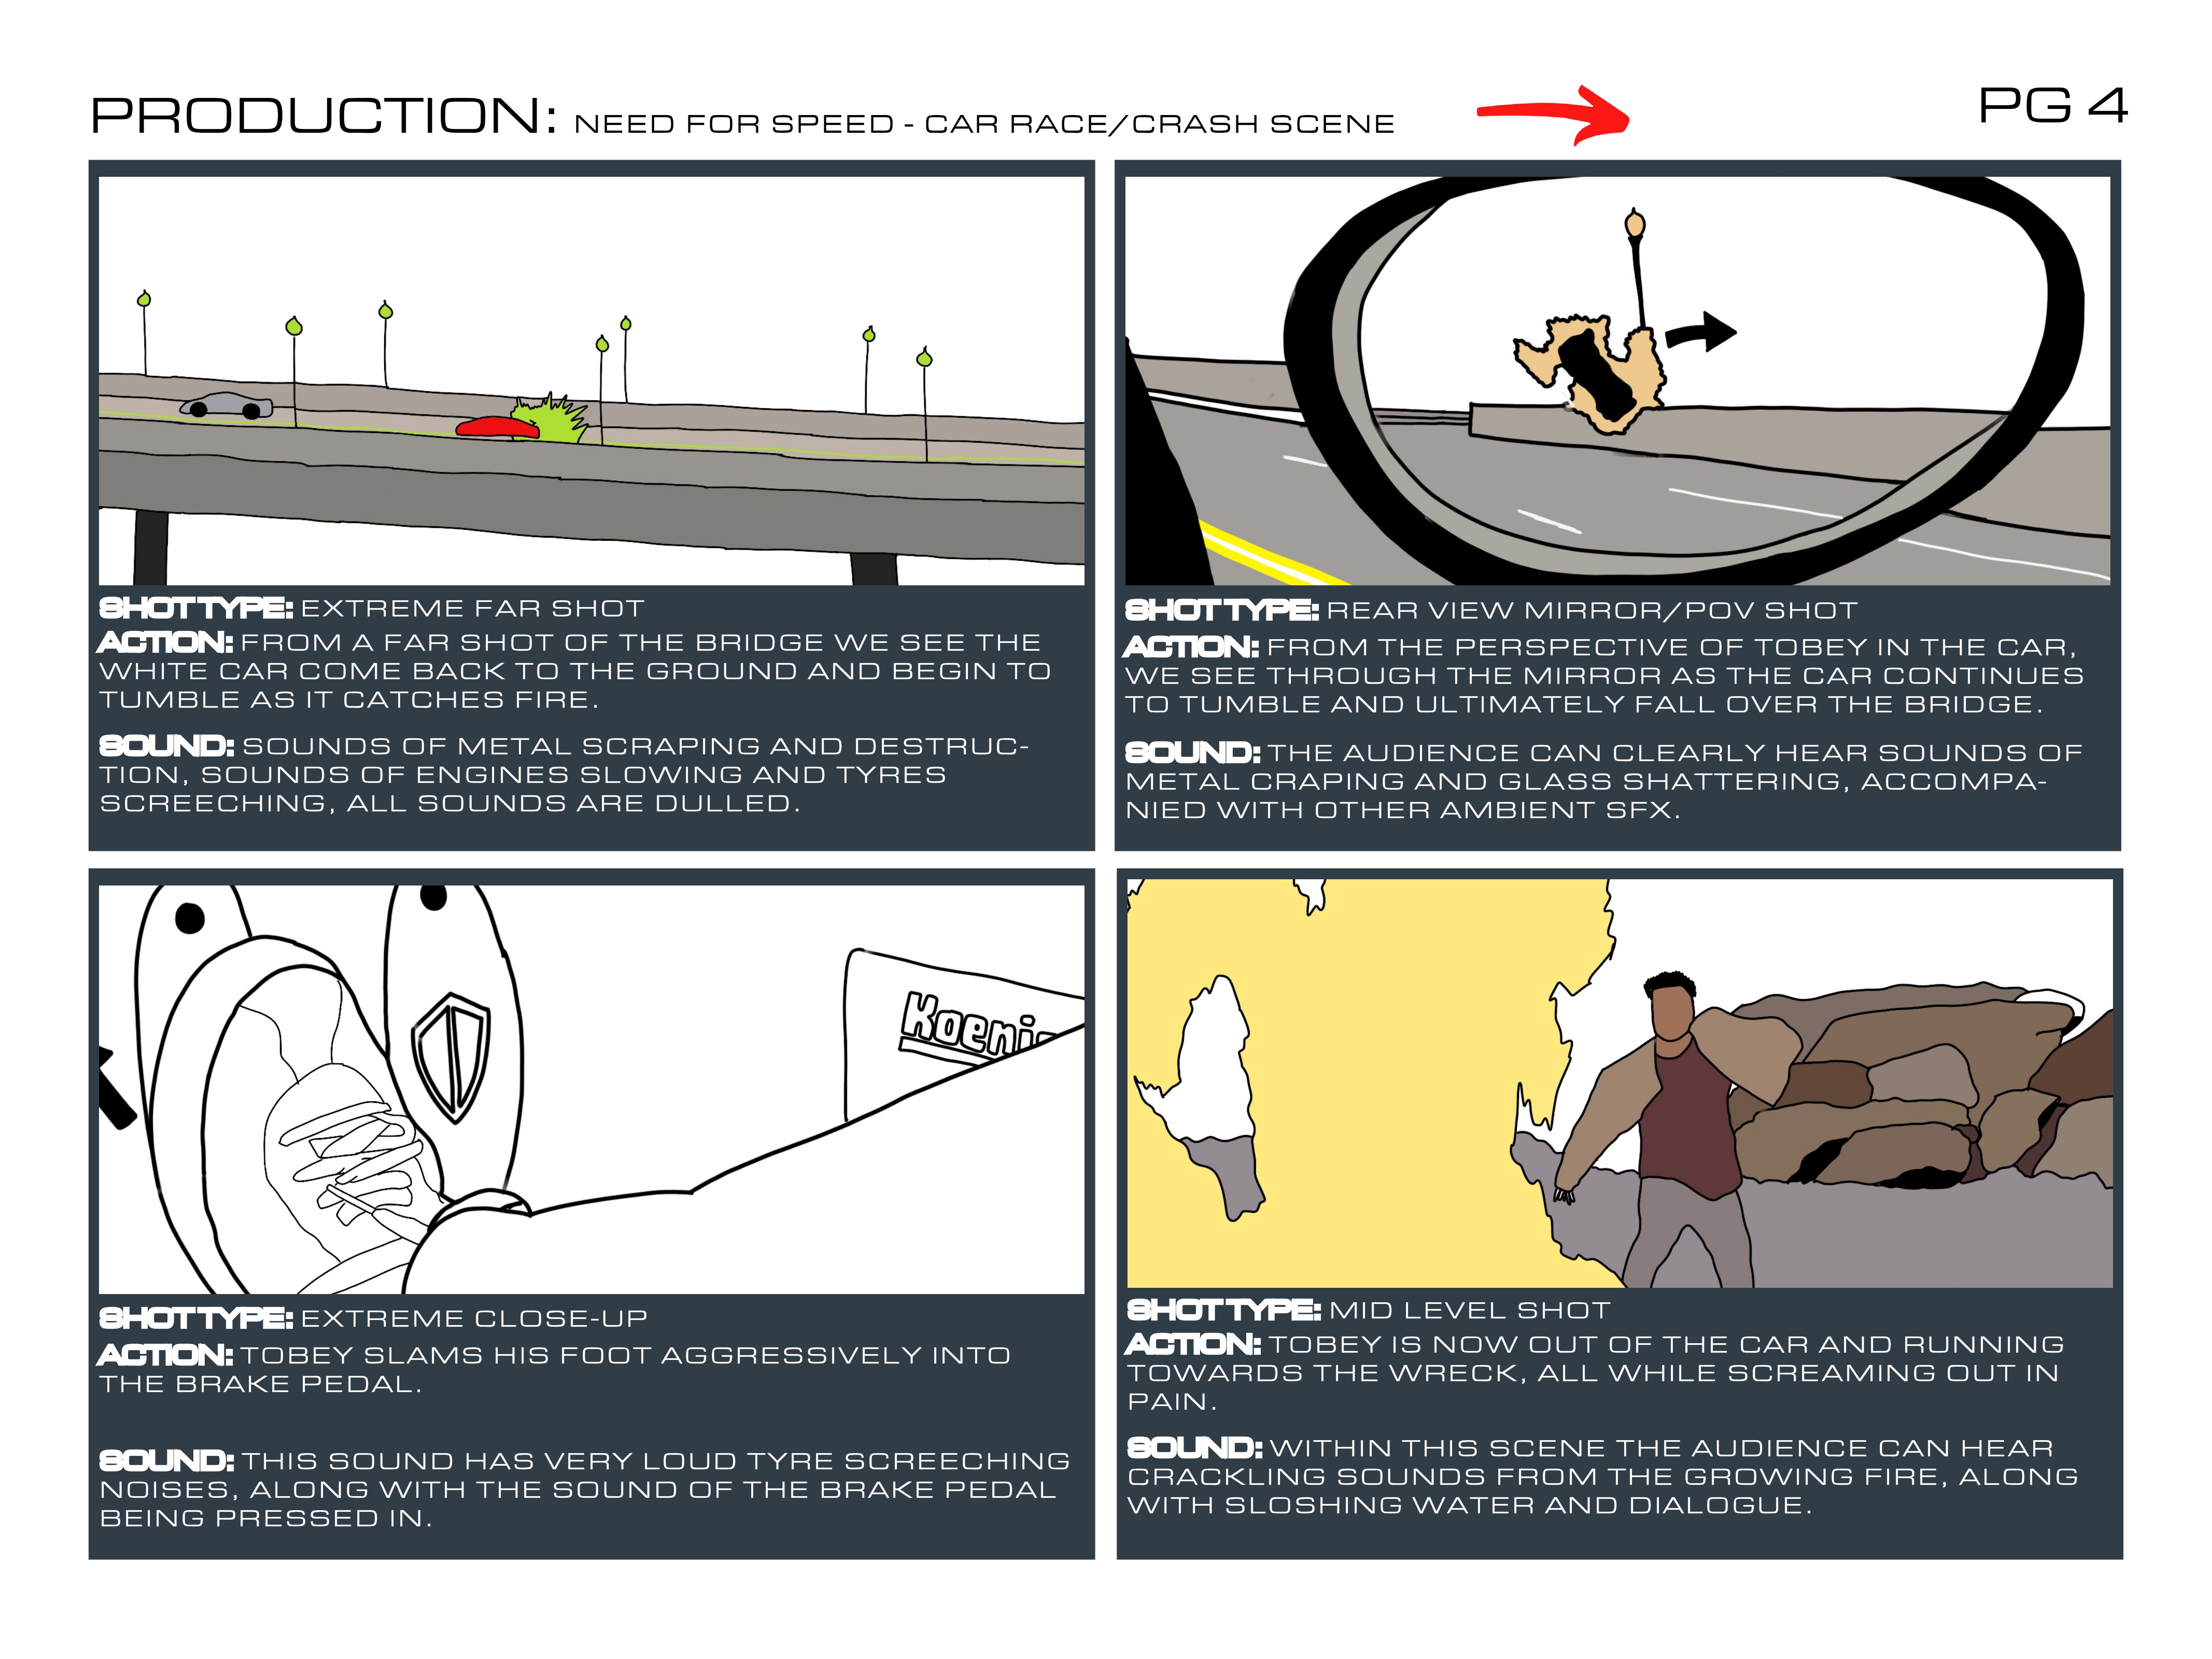 PRODUCTION: NEED FOR SPEED - CAR RACE/CRASH SCENE
PG 4
SHOT TYPE: EXTREME FAR SHOT
ACTION: FROM A FAR SHOT OF THE BRIDGE WE SEE THE
WHITE CAR COME BACK TO THE GROUND AND BEGIN TO
TUMBLE AS IT CATCHES FIRE.
SOUND: SOUNDS OF METAL SCRAPING AND DESTRUC-
TION, SOUNDS OF ENGINES SLOWING AND TYRES
SCREECHING, ALL SOUNDS ARE DULLED.
SHOT TYPE: REAR VIEW MIRROR/POV SHOT
ACTION: FROM THE PERSPECTIVE OF TOBEY IN THE CAR,
WE SEE THROUGH THE MIRROR AS THE CAR CONTINUES
TO TUMBLE AND ULTIMATELY FALL OVER THE BRIDGE.
SOUND: THE AUDIENCE CAN CLEARLY HEAR SOUNDS OF
METAL CRAPING AND GLASS SHATTERING, ACCOMPA-
NIED WITH OTHER AMBIENT SFX.
Koenig
SHOT TYPE: EXTREME CLOSE-UP
ACTION: TOBEY SLAMS HIS FOOT AGGRESSIVELY INTO
THE BRAKE PEDAL.
SOUND: THIS SOUND HAS VERY LOUD TYRE SCREECHING
NOISES, ALONG WITH THE SOUND OF THE BRAKE PEDAL
BEING PRESSED IN.
SHOT TYPE: MID LEVEL SHOT
ACTION: TOBEY IS NOW OUT OF THE CAR AND RUNNING
TOWARDS THE WRECK, ALL WHILE SCREAMING OUT IN
PAIN.
SOUND: WITHIN THIS SCENE THE AUDIENCE CAN HEAR
CRACKLING SOUNDS FROM THE GROWING FIRE, ALONG
WITH SLOSHING WATER AND DIALOGUE.